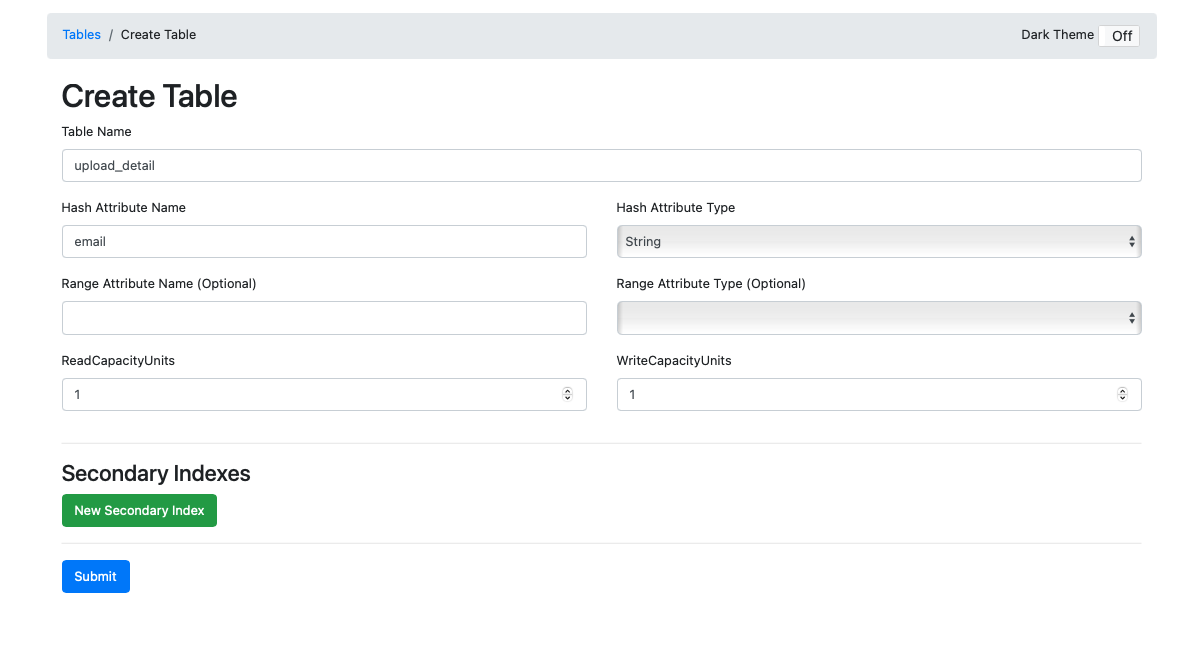 Tables / Create Table Dark Theme Off
Create Table
Table Name
upload_detail
Hash Attribute Name Hash Attribute Type
email String
Range Attribute Name (Optional) Range Attribute Type (Optional)
ReadCapacityUnits WriteCapacityUnits
1 1
Secondary Indexes
New Secondary Index
Submit